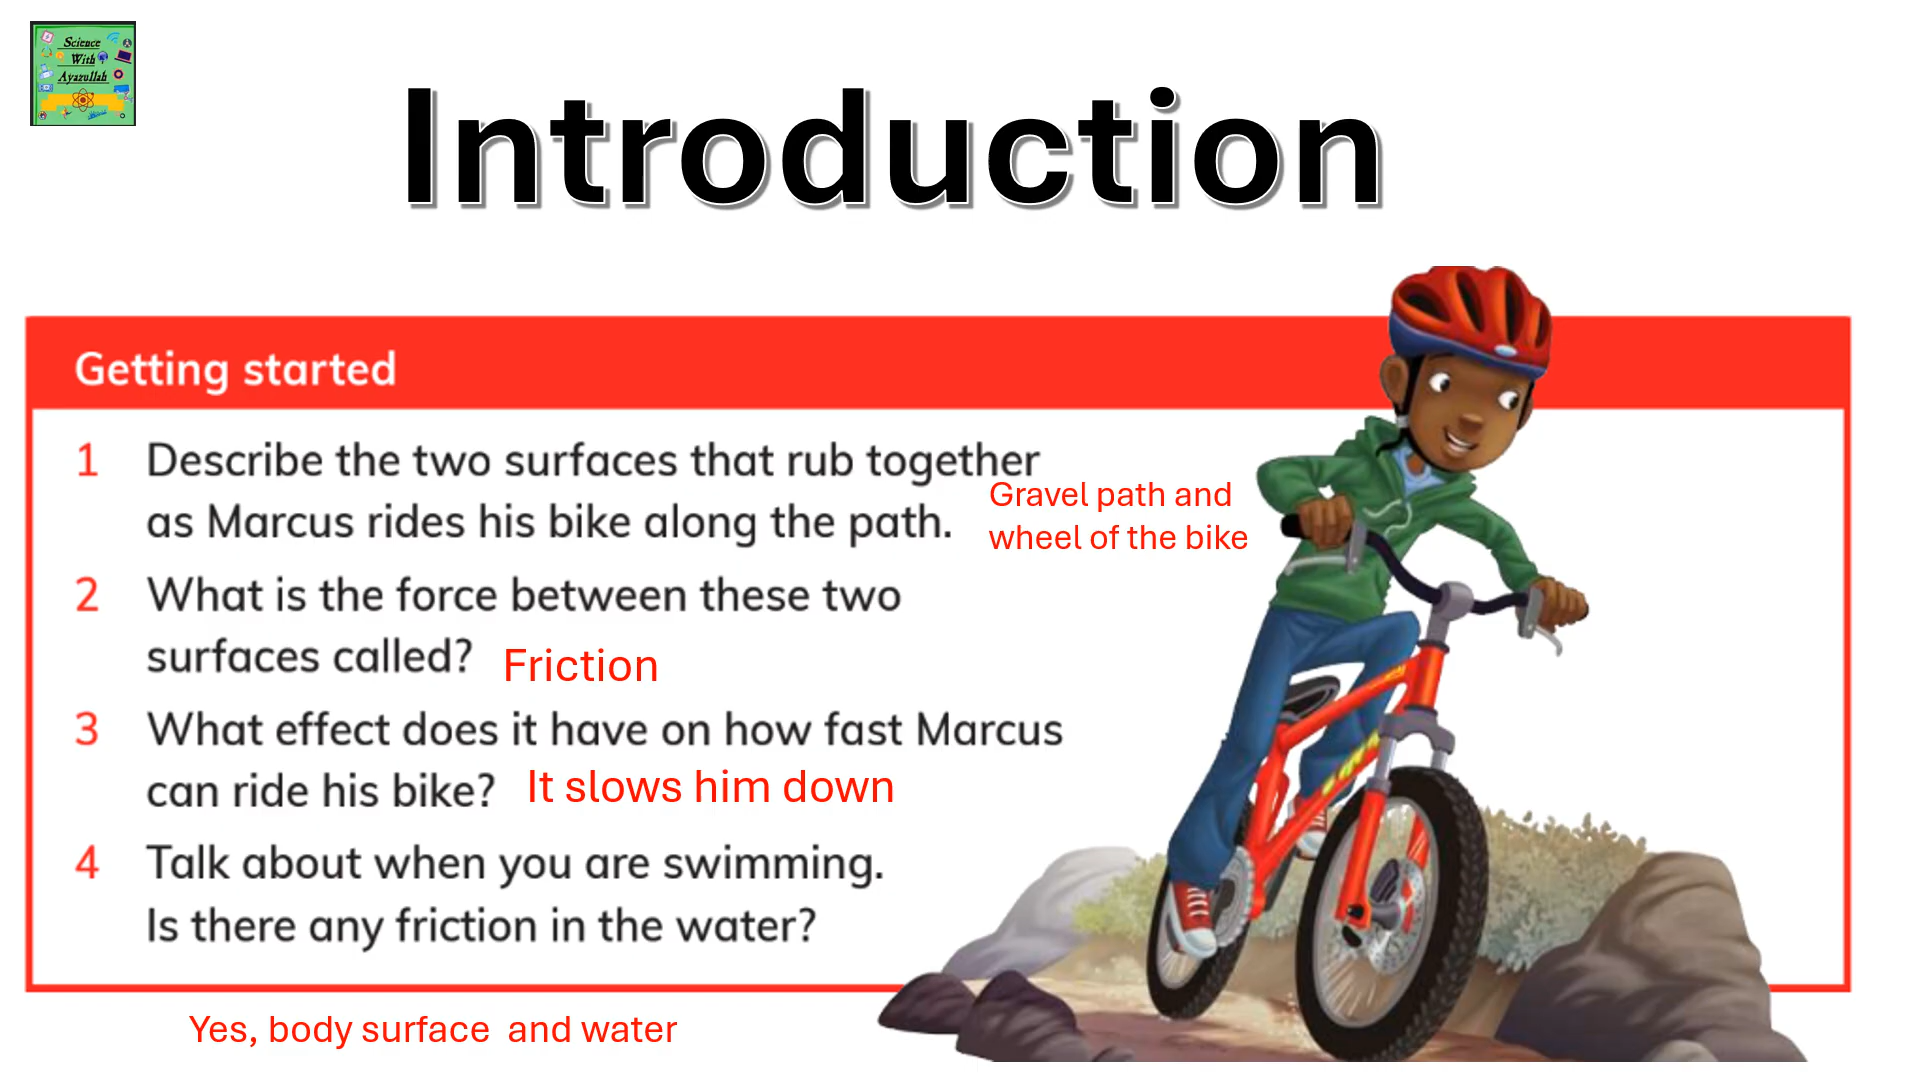 Science
With
Ayazullah
Introduction
Getting started
1 Describe the two surfaces that rub together
as Marcus rides his bike along the path.
Gravel path and
wheel of the bike
2 What is the force between these two
surfaces called? Friction
3 What effect does it have on how fast Marcus
can ride his bike? It slows him down
4 Talk about when you are swimming.
Is there any friction in the water?
Yes, body surface and water